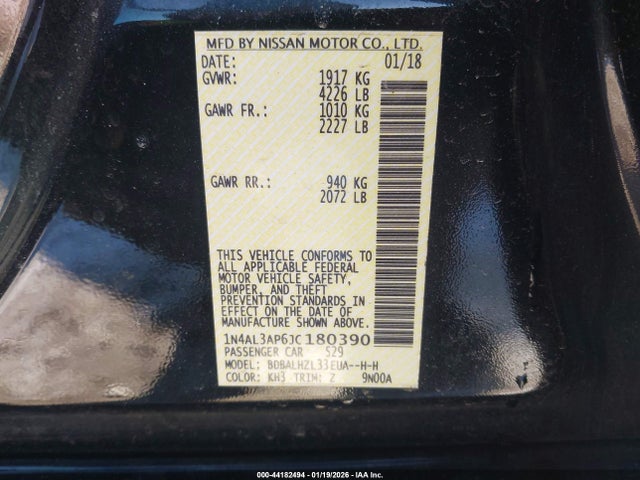 MFD BY NISSAN MOTOR CO., LTD.
DATE: 01/18
GVWR: 1917 KG
4226 LB
GAWR FR.: 1010 KG
2227 LB
GAWR RR.: 940 KG
2072 LB
THIS VEHICLE CONFORMS TO
ALL APPLICABLE FEDERAL
MOTOR VEHICLE SAFETY,
BUMPER, AND THEFT
PREVENTION STANDARDS IN
EFFECT ON THE DATE OF
MANUFACTURE SHOWN ABOVE.
1N4AL3AP6JC180390
PASSENGER CAR 529
MODEL: BDBALHZL33EUA--H-H
COLOR: KH3 TRIM: Z 9N00A
000-44182494 - 01/19/2026 - IAA Inc.